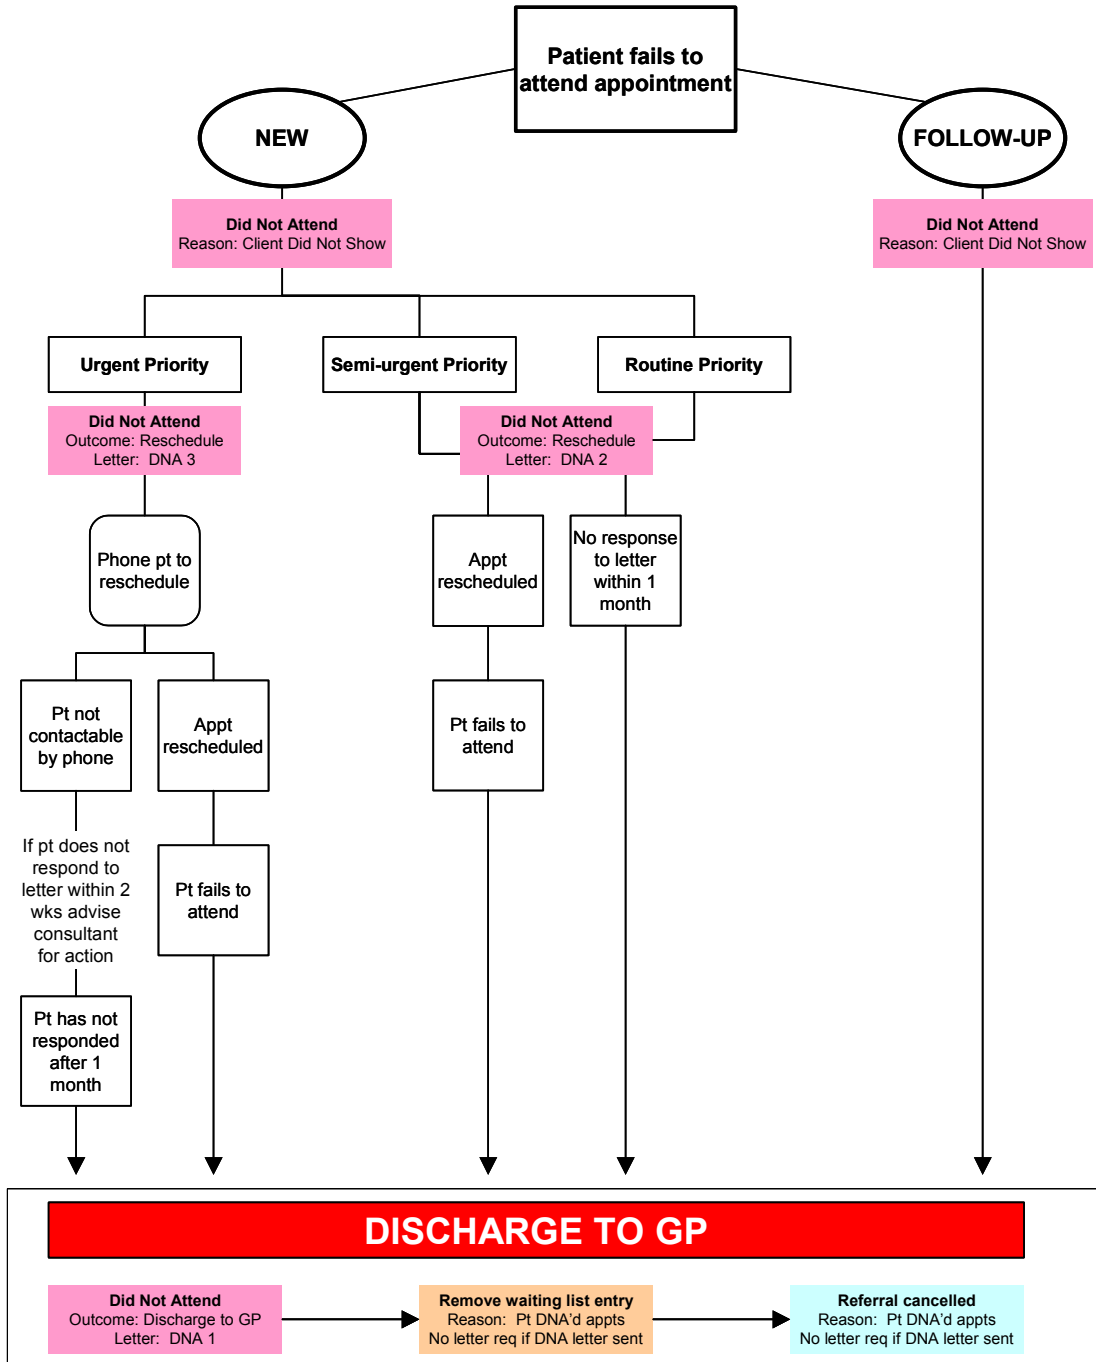 Patient fails to
attend appointment
NEW
FOLLOW-UP
Did Not Attend
Reason: Client Did Not Show
Did Not Attend
Reason: Client Did Not Show
Urgent Priority
Semi-urgent Priority
Routine Priority
Did Not Attend
Outcome: Reschedule
Letter: DNA 3
Did Not Attend
Outcome: Reschedule
Letter: DNA 2
Phone pt to
reschedule
Appt
rescheduled
No response
to letter
within 1
month
Pt not
contactable
by phone
Appt
rescheduled
Pt fails to
attend
If pt does not
respond to
letter within 2
wks advise
consultant
for action
Pt fails to
attend
Pt has not
responded
after 1
month
DISCHARGE TO GP
Did Not Attend
Outcome: Discharge to GP
Letter: DNA 1
Remove waiting list entry
Reason: Pt DNA'd appts
No letter req if DNA letter sent
Referral cancelled
Reason: Pt DNA'd appts
No letter req if DNA letter sent